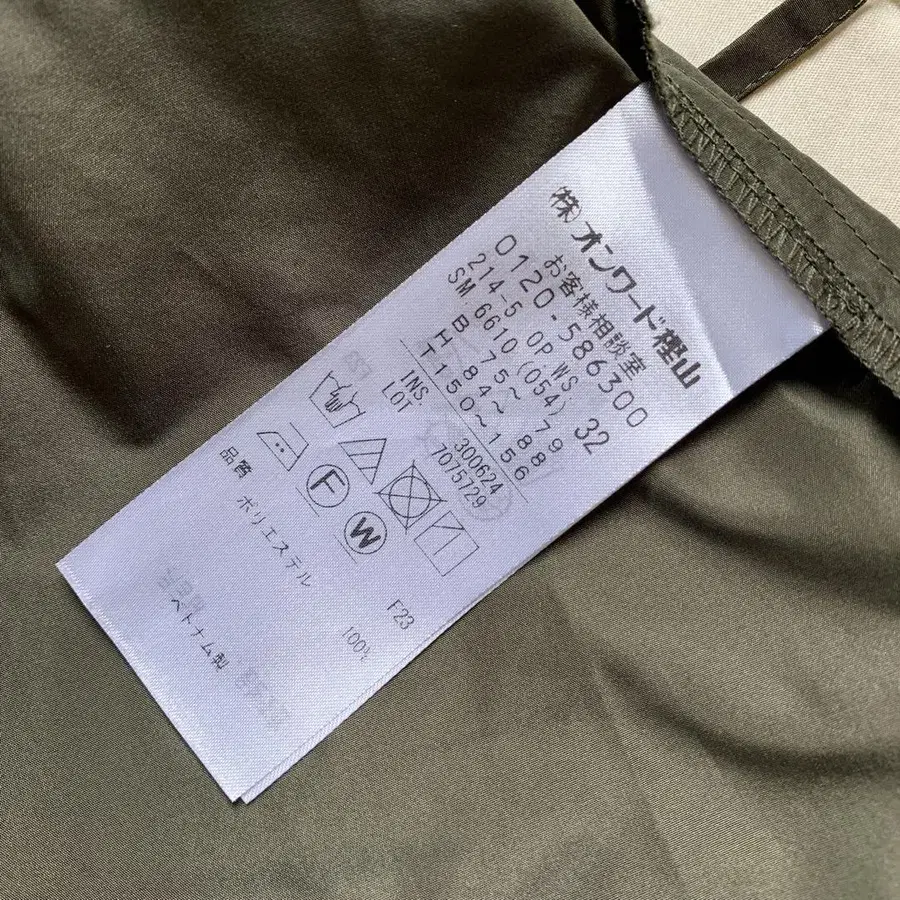 (株)オンワード樫山
お客様相談室
0120-586300
214-5 OP WS 32
SM 6610 (054)
B 75~79
H 84~88
T 150~156
INS. 300624
LOT 7075729
F
W
F23
品質 ポリエステル 100%
ベトナム製